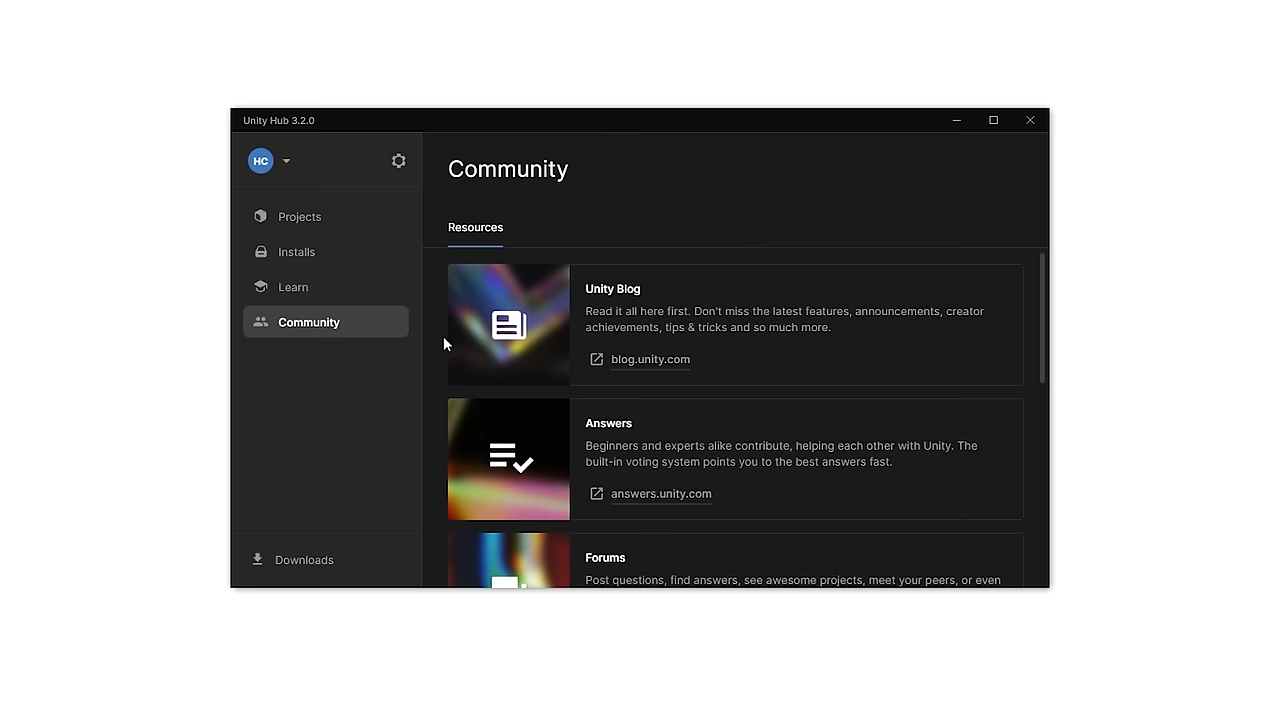 Unity Hub 3.2.0
HC
Projects
Installs
Learn
Community
Downloads
Community
Resources
Unity Blog
Read it all here first. Don't miss the latest features, announcements, creator
achievements, tips & tricks and so much more.
blog.unity.com
Answers
Beginners and experts alike contribute, helping each other with Unity. The
built-in voting system points you to the best answers fast.
answers.unity.com
Forums
Post questions, find answers, see awesome projects, meet your peers, or even